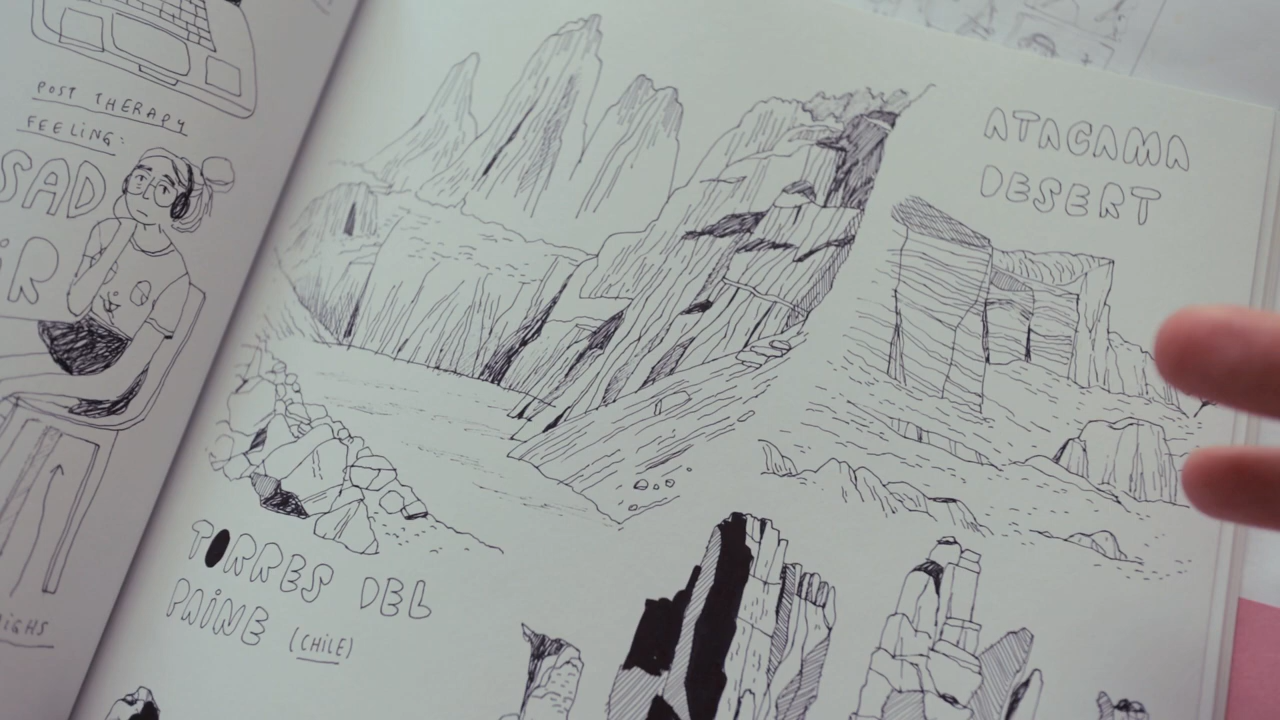 POST THERAPY
FEELING:
SAD
ATACAMA
DESERT
TORRES DEL
PAINE (CHILE)